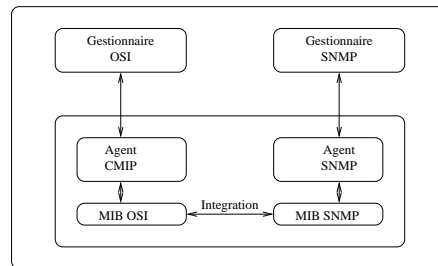 Gestionnaire
OSI
Gestionnaire
SNMP
Agent
CMIP
Agent
SNMP
Integration
MIB OSI
MIB SNMP